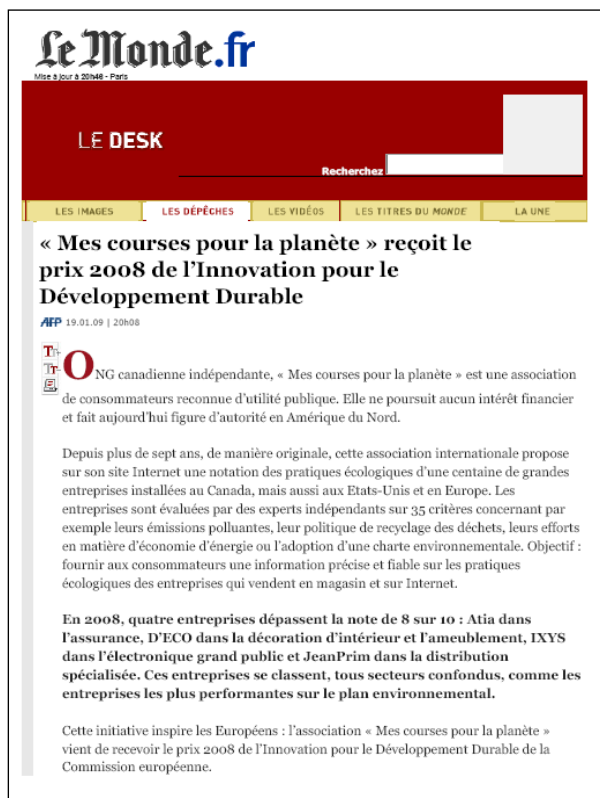 Le Monde.fr
Mise à jour à 20h46 - Paris
LE DESK
Recherchez
LES IMAGES LES DÉPÊCHES LES VIDÉOS LES TITRES DU MONDE LA UNE
« Mes courses pour la planète » reçoit le
prix 2008 de l'Innovation pour le
Développement Durable
AFP 19.01.09 | 20h08
ONG canadienne indépendante, « Mes courses pour la planète » est une association
de consommateurs reconnue d'utilité publique. Elle ne poursuit aucun intérêt financier
et fait aujourd'hui figure d'autorité en Amérique du Nord.
Depuis plus de sept ans, de manière originale, cette association internationale propose
sur son site Internet une notation des pratiques écologiques d'une centaine de grandes
entreprises installées au Canada, mais aussi aux Etats-Unis et en Europe. Les
entreprises sont évaluées par des experts indépendants sur 35 critères concernant par
exemple leurs émissions polluantes, leur politique de recyclage des déchets, leurs efforts
en matière d'économie d'énergie ou l'adoption d'une charte environnementale. Objectif :
fournir aux consommateurs une information précise et fiable sur les pratiques
écologiques des entreprises qui vendent en magasin et sur Internet.
En 2008, quatre entreprises dépassent la note de 8 sur 10 : Atia dans
l'assurance, D'ECO dans la décoration d'intérieur et l'ameublement, IXYS
dans l'électronique grand public et JeanPrim dans la distribution
spécialisée. Ces entreprises se classent, tous secteurs confondus, comme les
entreprises les plus performantes sur le plan environnemental.
Cette initiative inspire les Européens : l'association « Mes courses pour la planète »
vient de recevoir le prix 2008 de l'Innovation pour le Développement Durable de la
Commission européenne.